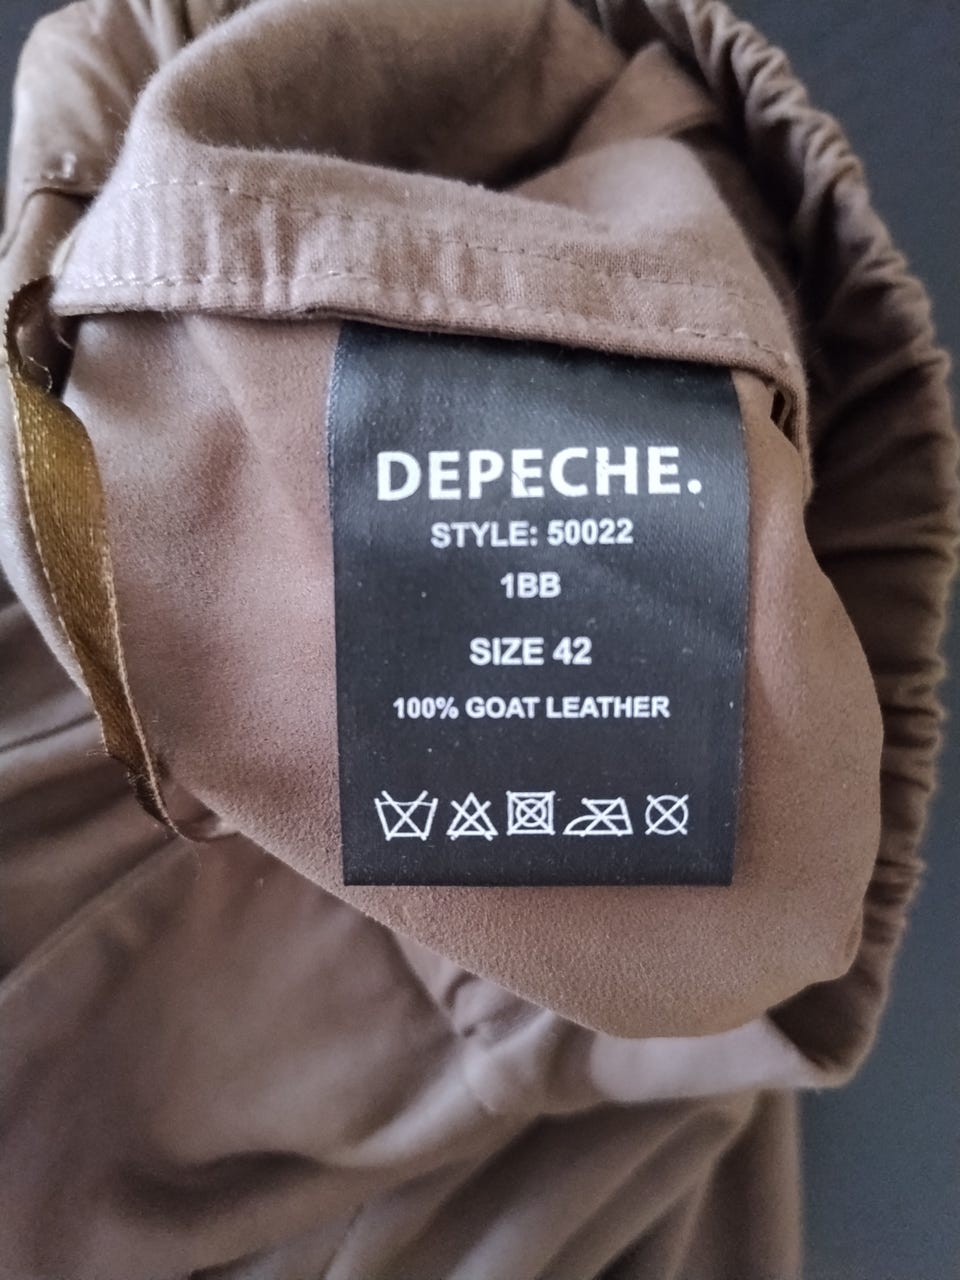 DEPECHE.
STYLE: 50022
1BB
SIZE 42
100% GOAT LEATHER